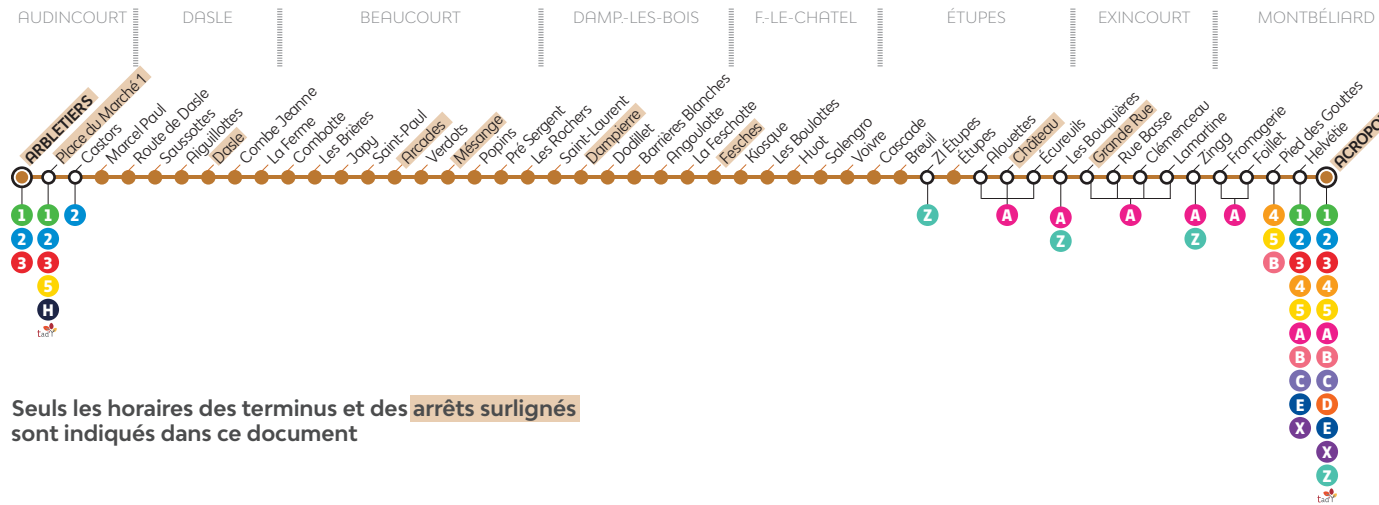 AUDINCOURT
DASLE
BEAUCOURT
DAMP.-LES-BOIS
F.-LE-CHATEL
ÉTUPES
EXINCOURT
MONTBÉLIARD
ARBLETIERS
Place du Marché 1
Castors
Marcel Paul
Route de Dasle
Saussottes
Aiguillottes
Dasle
Combe Jeanne
La Ferme
Combotte
Les Brières
Japy
Saint-Paul
Arcades
Verlots
Mésange
Popins
Pré Sergent
Les Rochers
Saint-Laurent
Dampierre
Dodillet
Barrières Blanches
Angoulotte
La Feschotte
Fesches
Kiosque
Les Boulottes
Huot
Salengro
Voivre
Cascade
Breuil
ZI Étupes
Étupes
Alouettes
Château
Écureuils
Les Bouquières
Grande Rue
Rue Basse
Clémenceau
Lamartine
Zingg
Fromagerie
Foillet
Pied des Gouttes
Helvétie
ACROPO
1
2
3
1
2
3
5
H
tadY
2
Z
A
A
Z
A
A
Z
A
4
5
B
1
2
3
4
5
A
B
C
E
X
1
2
3
4
5
A
B
C
D
E
X
Z
tadY
Seuls les horaires des terminus et des arrêts surlignés
sont indiqués dans ce document